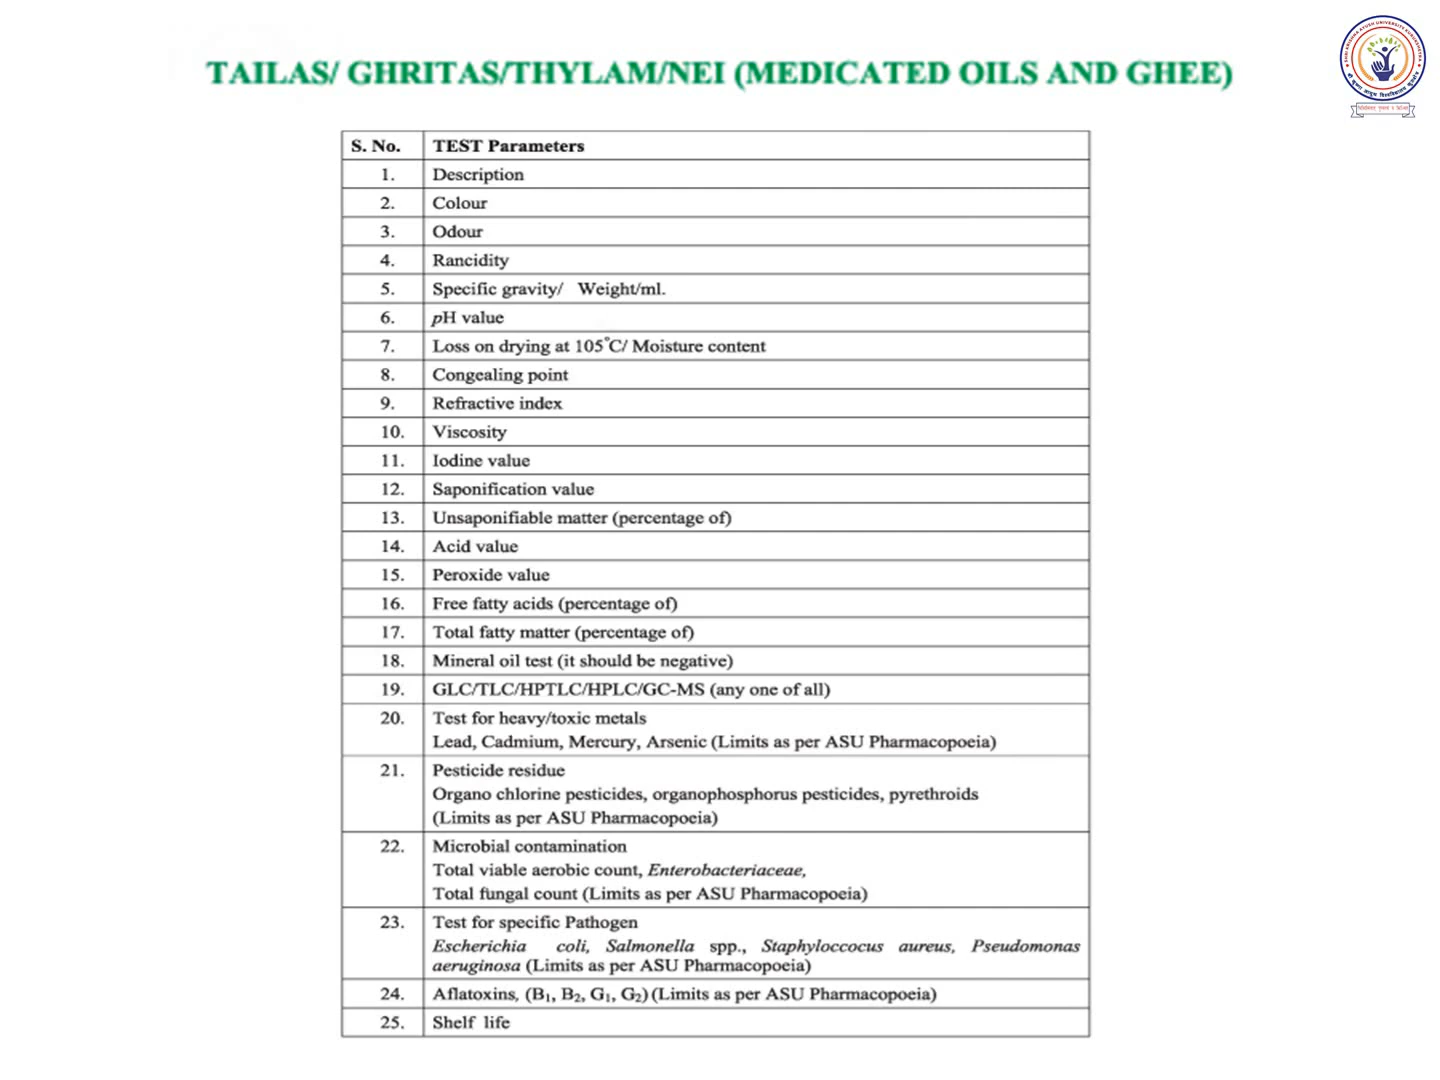 TAILAS/ GHRITAS/THYLAM/NEI (MEDICATED OILS AND GHEE)
S. No. TEST Parameters
1. Description
2. Colour
3. Odour
4. Rancidity
5. Specific gravity/ Weight/ml.
6. pH value
7. Loss on drying at 105°C/ Moisture content
8. Congealing point
9. Refractive index
10. Viscosity
11. Iodine value
12. Saponification value
13. Unsaponifiable matter (percentage of)
14. Acid value
15. Peroxide value
16. Free fatty acids (percentage of)
17. Total fatty matter (percentage of)
18. Mineral oil test (it should be negative)
19. GLC/TLC/HPTLC/HPLC/GC-MS (any one of all)
20. Test for heavy/toxic metals
Lead, Cadmium, Mercury, Arsenic (Limits as per ASU Pharmacopoeia)
21. Pesticide residue
Organo chlorine pesticides, organophosphorus pesticides, pyrethroids
(Limits as per ASU Pharmacopoeia)
22. Microbial contamination
Total viable aerobic count, Enterobacteriaceae,
Total fungal count (Limits as per ASU Pharmacopoeia)
23. Test for specific Pathogen
Escherichia coli, Salmonella spp., Staphyloccocus aureus, Pseudomonas
aeruginosa (Limits as per ASU Pharmacopoeia)
24. Aflatoxins, (B₁, B₂, G₁, G₂) (Limits as per ASU Pharmacopoeia)
25. Shelf life